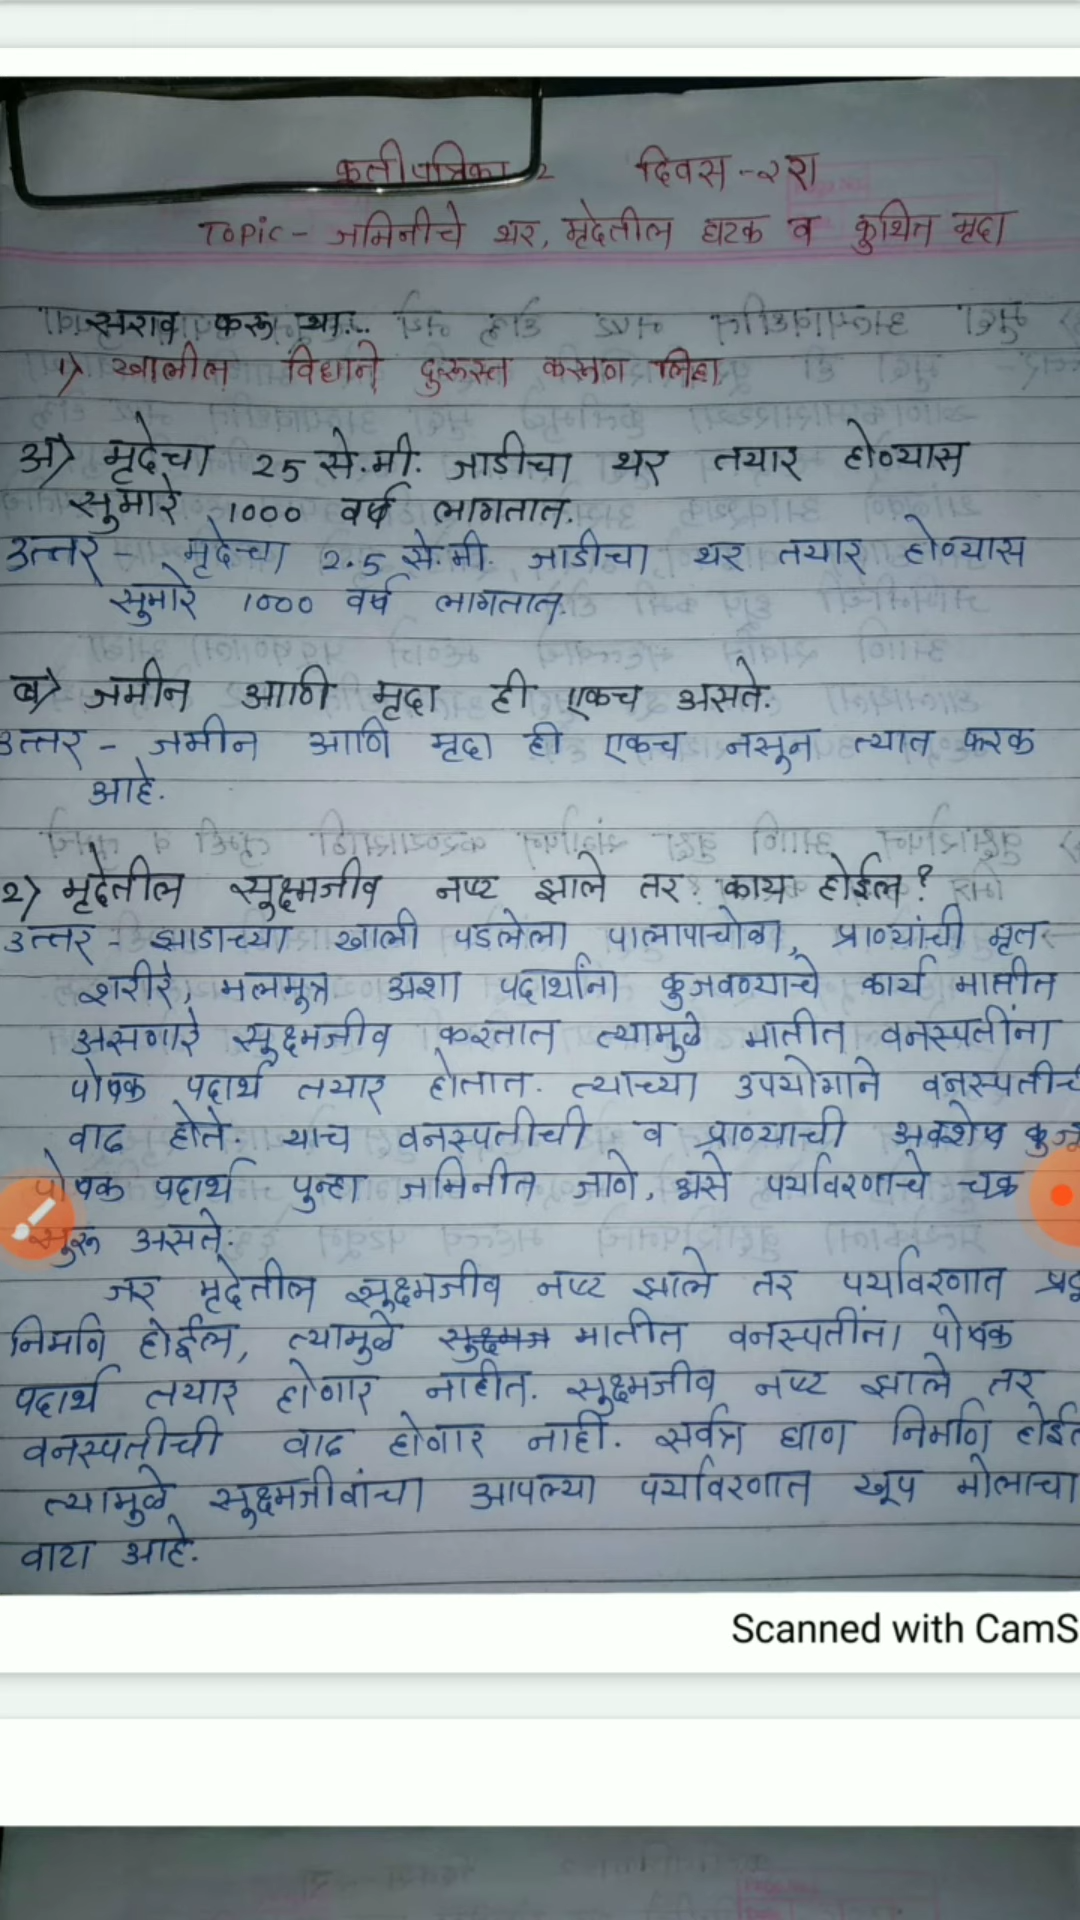 कृतीपत्रिका 2 दिवस - २रा
Topic - जमिनीचे थर, मृदेतील घटक व कुथित मृदा
सराव करू या..
१) खालील विधाने दुरुस्त करून लिहा.
अ) मृदेचा 25 से.मी. जाडीचा थर तयार होण्यास
सुमारे 1000 वर्ष लागतात.
उत्तर मृदेचा 2.5 से.मी. जाडीचा थर तयार होण्यास
सुमारे 1000 वर्ष लागतात.
ब) जमीन आणि मृदा ही एकच असते.
उत्तर - जमीन आणि मृदा ही एकच नसून त्यात फरक
आहे.
२) मृदेतील सूक्ष्मजीव नष्ट झाले तर काय होईल?
उत्तर - झाडाच्या खाली पडलेला पालापाचोळा, प्राण्यांची मृत
शरीरे, मलमूत्र अशा पदार्थांना कुजवण्याचे कार्य मातीत
असणारे सूक्ष्मजीव करतात त्यामुळे मातीत वनस्पतींना
पोषक पदार्थ तयार होतात. त्याच्या उपयोगाने
वाढ होते. याच वनस्पतीची व प्राण्याची अवशेष
पोषक पदार्थ पुन्हा जमिनीत जाणे, असे पर्यावरणाचे चक्र
सुरू असते.
जर मृदेतील सूक्ष्मजीव नष्ट झाले तर पर्यावरणात
निर्माण होईल, त्यामुळे मातीत वनस्पतींना पोषक
पदार्थ तयार होणार नाहीत. सूक्ष्मजीव नष्ट झाले तर
वनस्पतीची वाढ होणार नाही. सर्वत्र घाण निर्माण
त्यामुळे सूक्ष्मजीवांचा आपल्या पर्यावरणात खूप मोलाचा
वाटा आहे.
Scanned with CamS